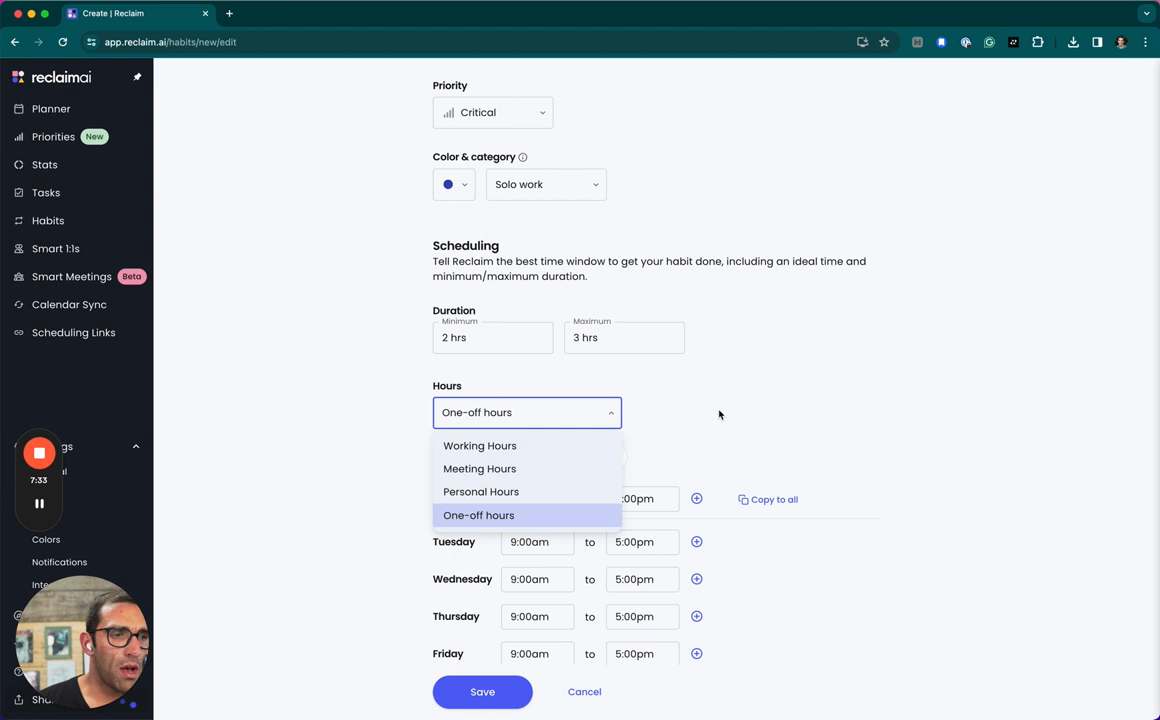 Create | Reclaim
app.reclaim.ai/habits/new/edit
reclaimai
Planner
Priorities New
Stats
Tasks
Habits
Smart 1:1s
Smart Meetings Beta
Calendar Sync
Scheduling Links
7:33
Colors
Notifications
Priority
Critical
Color & category
Solo work
Scheduling
Tell Reclaim the best time window to get your habit done, including an ideal time and
minimum/maximum duration.
Duration
Minimum
2 hrs
Maximum
3 hrs
Hours
One-off hours
Working Hours
Meeting Hours
Personal Hours
One-off hours
:00pm
Copy to all
Tuesday 9:00am to 5:00pm
Wednesday 9:00am to 5:00pm
Thursday 9:00am to 5:00pm
Friday 9:00am to 5:00pm
Save
Cancel